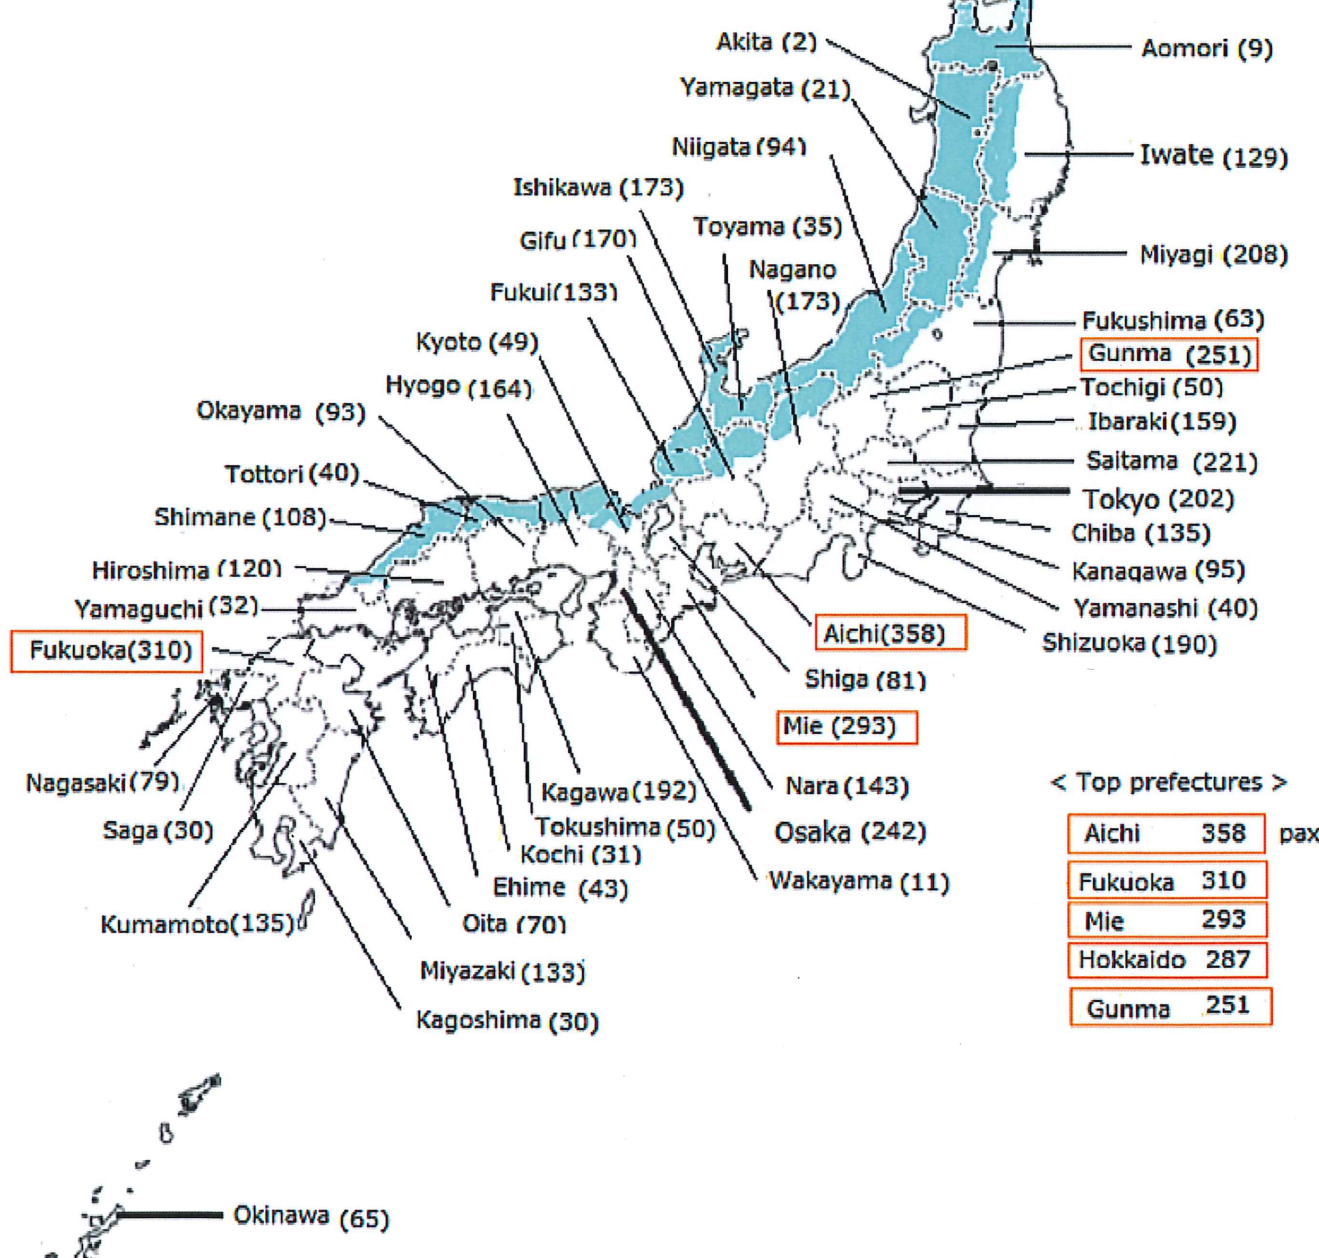 Akita (2)
Aomori (9)
Yamagata (21)
Niigata (94)
Iwate (129)
Ishikawa (173)
Toyama (35)
Gifu (170)
Miyagi (208)
Nagano
(173)
Fukui(133)
Fukushima (63)
Kyoto (49)
Gunma (251)
Hyogo (164)
Tochigi (50)
Okayama (93)
Ibaraki(159)
Saitama (221)
Tottori (40)
Tokyo (202)
Shimane (108)
Chiba (135)
Hiroshima (120)
Kanagawa (95)
Yamaguchi (32)
Yamanashi (40)
Aichi(358)
Shizuoka (190)
Fukuoka(310)
Shiga (81)
Mie (293)
Nagasaki(79)
Kagawa(192)
Nara (143)
< Top prefectures >
Saga (30)
Tokushima (50)
Osaka (242)
Aichi 358 pax
Kochi (31)
Ehime (43)
Wakayama (11)
Fukuoka 310
Kumamoto(135)
Oita (70)
Mie 293
Miyazaki (133)
Hokkaido 287
Kagoshima (30)
Gunma 251
Okinawa (65)